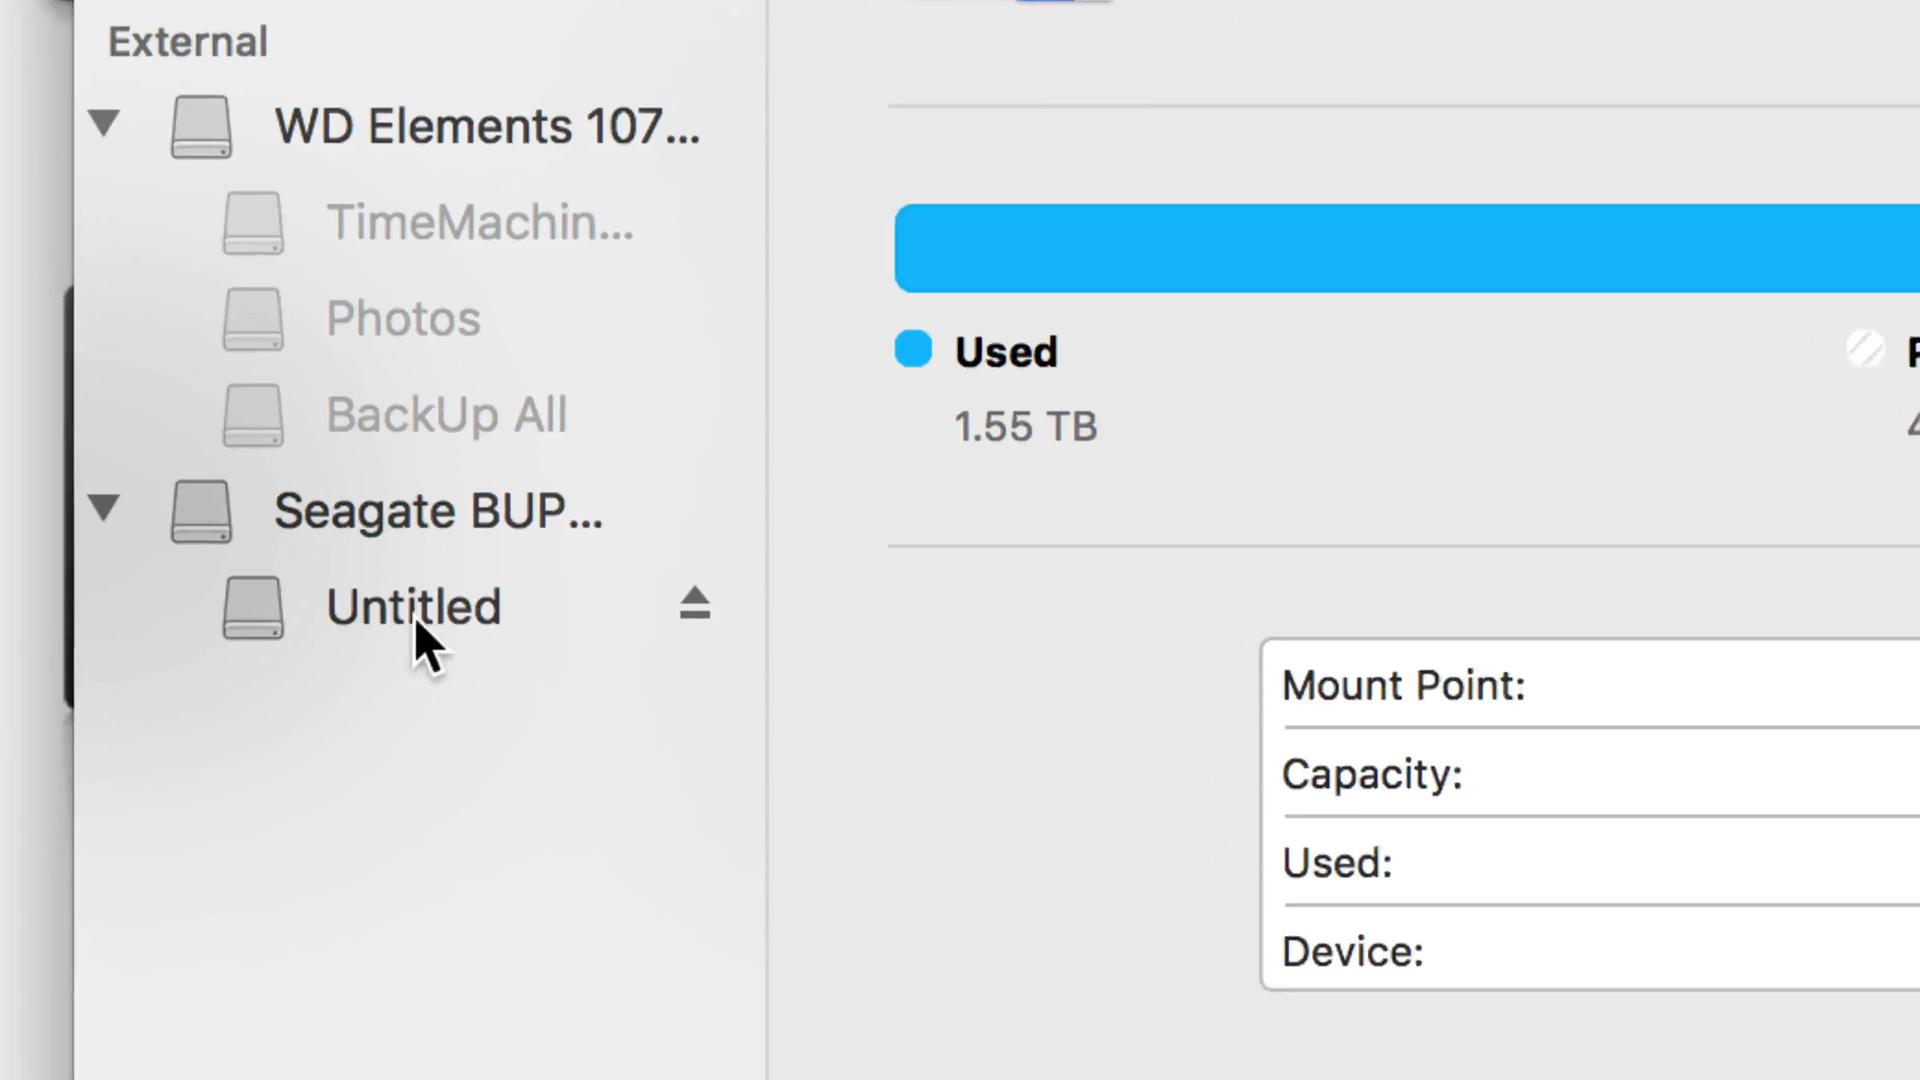 External
WD Elements 107...
TimeMachin...
Photos
BackUp All
Seagate BUP...
Untitled
Used
1.55 TB
Mount Point:
Capacity:
Used:
Device: